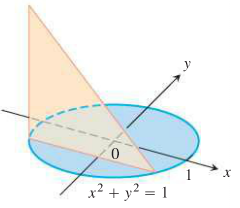 y
0
1
x
x² + y² = 1